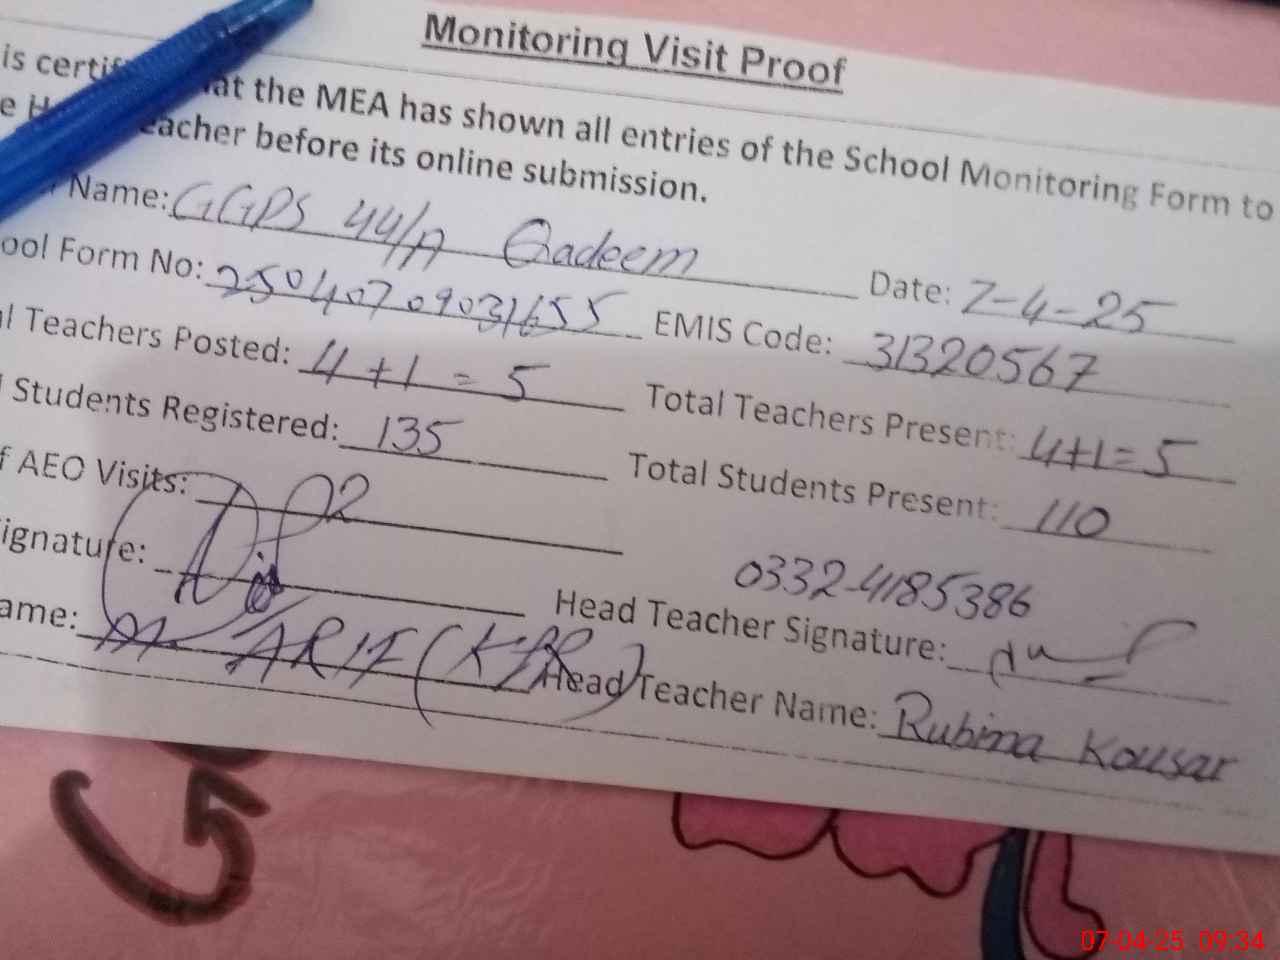 Monitoring Visit Proof
is certif at the MEA has shown all entries of the School Monitoring Form to
e H eacher before its online submission.
Name: GGPS 44/A Qadeem
Date: 7-4-25
ool Form No: 25040709031655
EMIS Code: 31320567
l Teachers Posted: 4+1=5
Total Teachers Present: 4+1=5
Students Registered: 135
Total Students Present: 110
f AEO Visits: 02
0332-4185386
ignature:
Head Teacher Signature:
ame: M ARIF
Head Teacher Name: Rubina Kousar
07-04-25 09:34